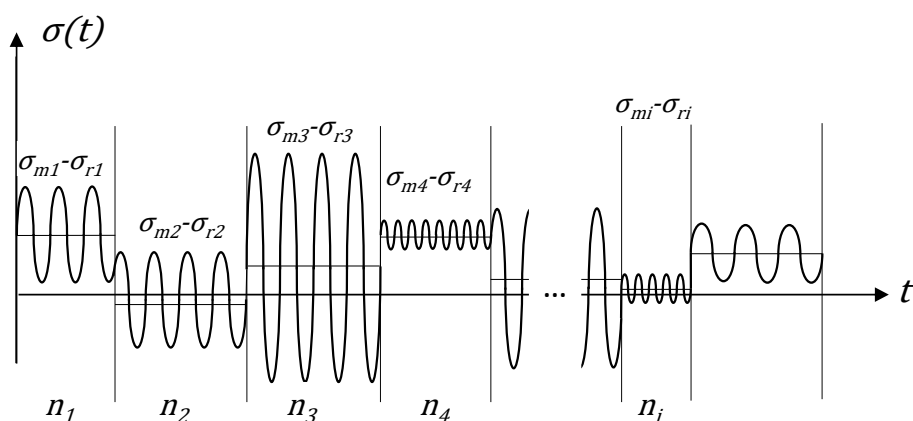 σ(t)
σₘ₁-σᵣ₁
σₘ₂-σᵣ₂
σₘ₃-σᵣ₃
σₘ₄-σᵣ₄
...
σₘᵢ-σᵣᵢ
t
n₁ n₂ n₃ n₄ nᵢ